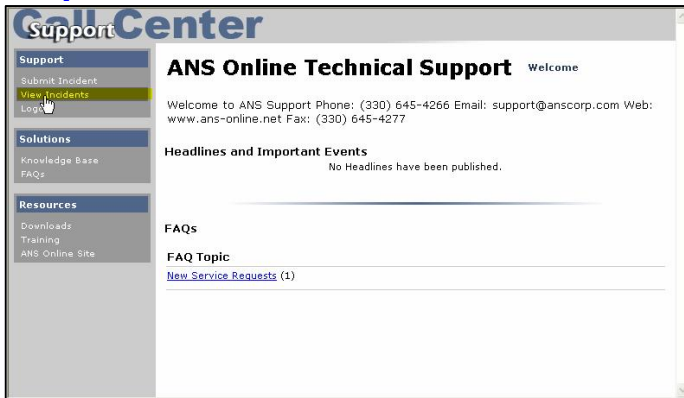 Call Center
Support
Support
Submit Incident
View Incidents
Solutions
Knowledge Base
FAQs
Resources
Downloads
Training
ANS Online Site
ANS Online Technical Support Welcome
Welcome to ANS Support Phone: (330) 645-4266 Email: support@anscorp.com Web:
www.ans-online.net Fax: (330) 645-4277
Headlines and Important Events
No Headlines have been published.
FAQs
FAQ Topic
New Service Requests (1)